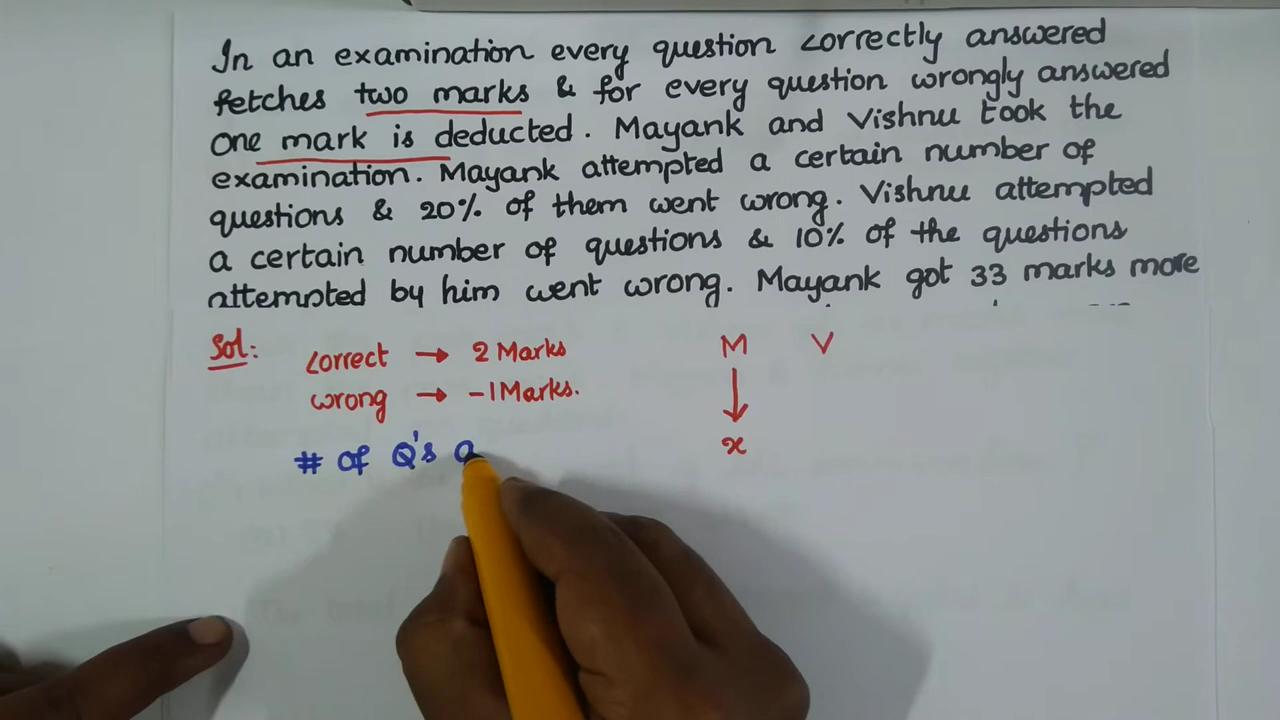 In an examination every question correctly answered
fetches two marks & for every question wrongly answered
one mark is deducted. Mayank and Vishnu took the
examination. Mayank attempted a certain number of
questions & 20% of them went wrong. Vishnu attempted
a certain number of questions & 10% of the questions
attempted by him went wrong. Mayank got 33 marks more
Sol: correct → 2 Marks M V
wrong → -1 Marks. ↓
# of Q's a x